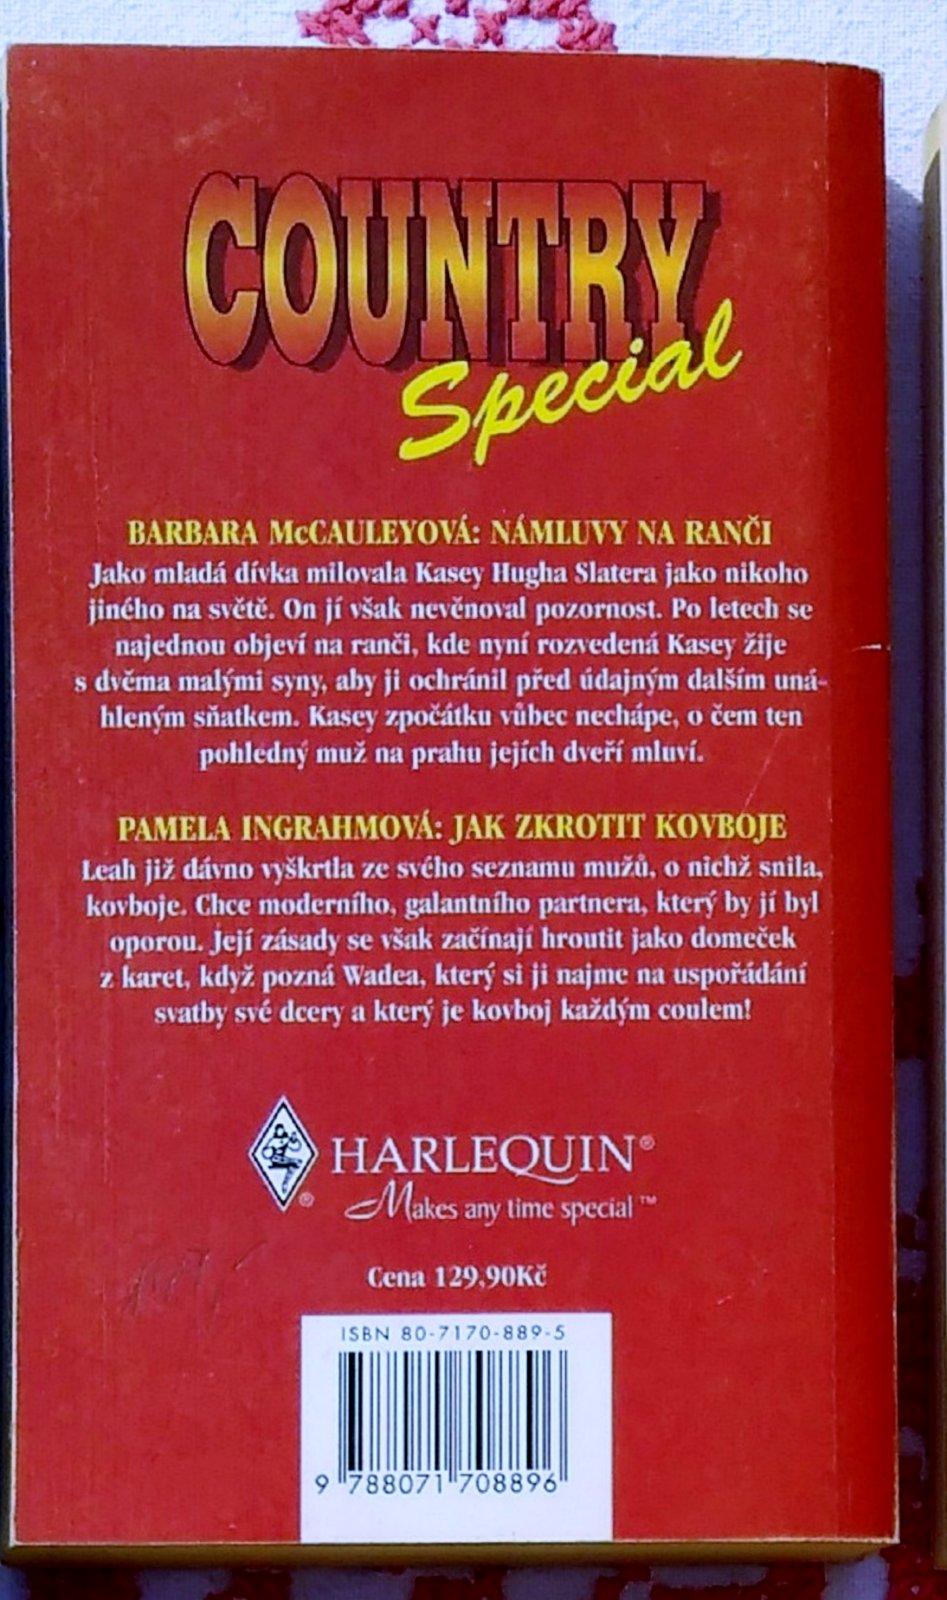 COUNTRY
Special
BARBARA McCAULEYOVÁ: NÁMLUVY NA RANČI
Jako mladá dívka milovala Kasey Hugha Slatera jako nikoho
jiného na světě. On jí však nevěnoval pozornost. Po letech se
najednou objeví na ranči, kde nyní rozvedená Kasey žije
s dvěma malými syny, aby ji ochránil před údajným dalším uná-
hleným sňatkem. Kasey zpočátku vůbec nechápe, o čem ten
pohledný muž na prahu jejích dveří mluví.
PAMELA INGRAHMOVÁ: JAK ZKROTIT KOVBOJE
Leah již dávno vyškrtla ze svého seznamu mužů, o nichž snila,
kovboje. Chce moderního, galantního partnera, který by jí byl
oporou. Její zásady se však začínají hroutit jako domeček
z karet, když pozná Wadea, který si ji najme na uspořádání
svatby své dcery a který je kovboj každým coulem!
HARLEQUIN®
®
Makes any time special™
Cena 129,90Kč
ISBN 80-7170-889-5
9 788071 708896